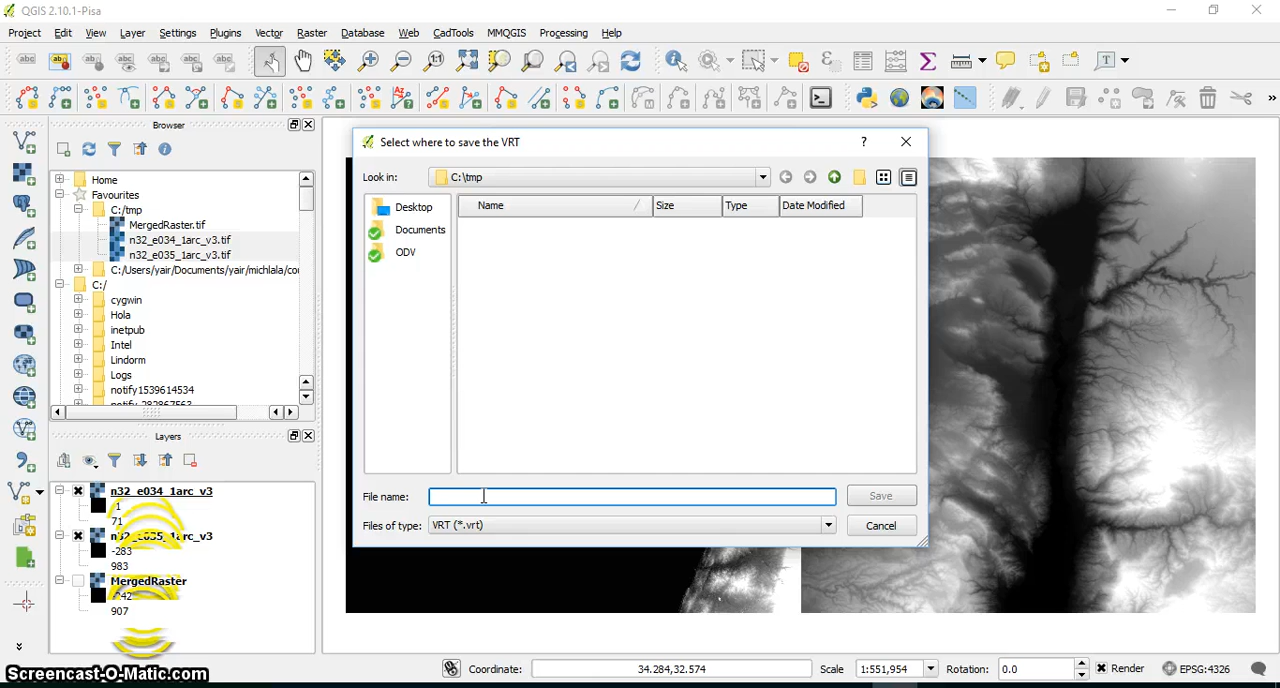 QGIS 2.10.1-Pisa
Project Edit View Layer Settings Plugins Vector Raster Database Web CadTools MMQGIS Processing Help
Browser
Home
Favourites
C:/tmp
MergedRaster.tif
n32_e034_1arc_v3.tif
n32_e035_1arc_v3.tif
C:/Users/yair/Documents/yair/michlala/co
C:/
cygwin
Hola
inetpub
Intel
Lindorm
Logs
notify1539614534
Layers
n32_e034_1arc_v3
71
n32_e035_1arc_v3
-283
983
MergedRaster
907
Select where to save the VRT
Look in: C:\tmp
Desktop
Documents
ODV
Name Size Type Date Modified
File name: Save
Files of type: VRT (*.vrt) Cancel
Coordinate: 34.284,32.574 Scale 1:551,954 Rotation: 0.0 Render EPSG:4326
Screencast-O-Matic.com